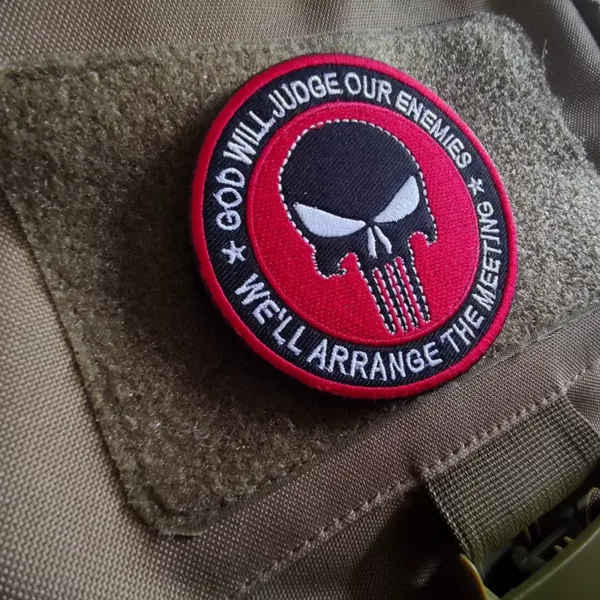 GOD WILL JUDGE OUR ENEMIES
WE'LL ARRANGE THE MEETING